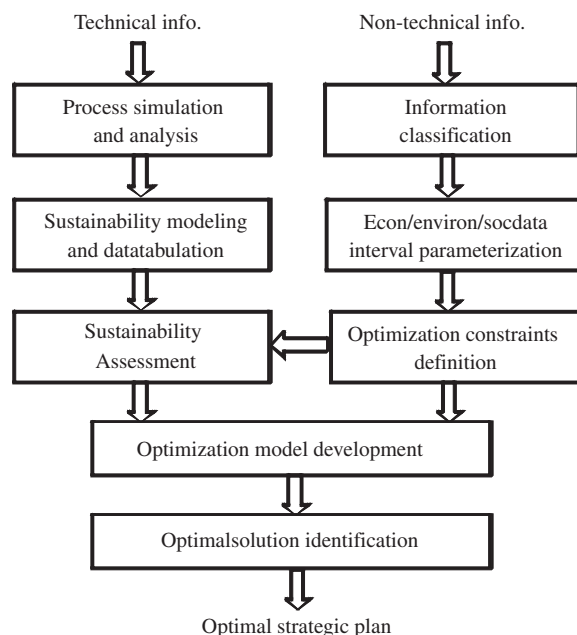 Technical info.
Non-technical info.
Process simulation
and analysis
Information
classification
Sustainability modeling
and datatabulation
Econ/environ/socdata
interval parameterization
Sustainability
Assessment
Optimization constraints
definition
Optimization model development
Optimalsolution identification
Optimal strategic plan